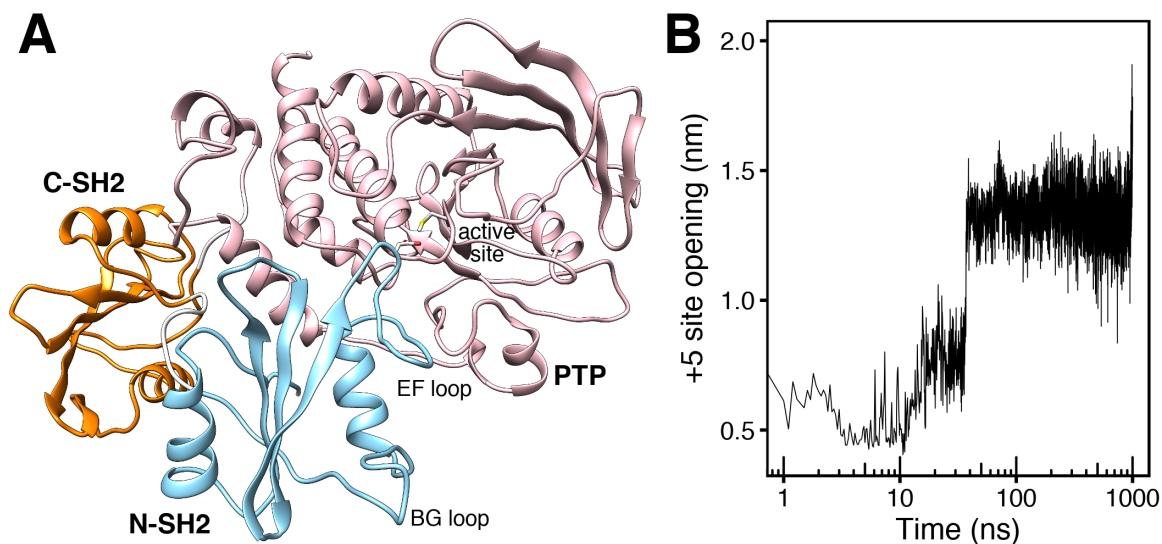 A
C-SH2
active
site
EF loop
PTP
N-SH2
BG loop
B
+5 site opening (nm)
2.0
1.5
1.0
0.5
1
10
100
1000
Time (ns)